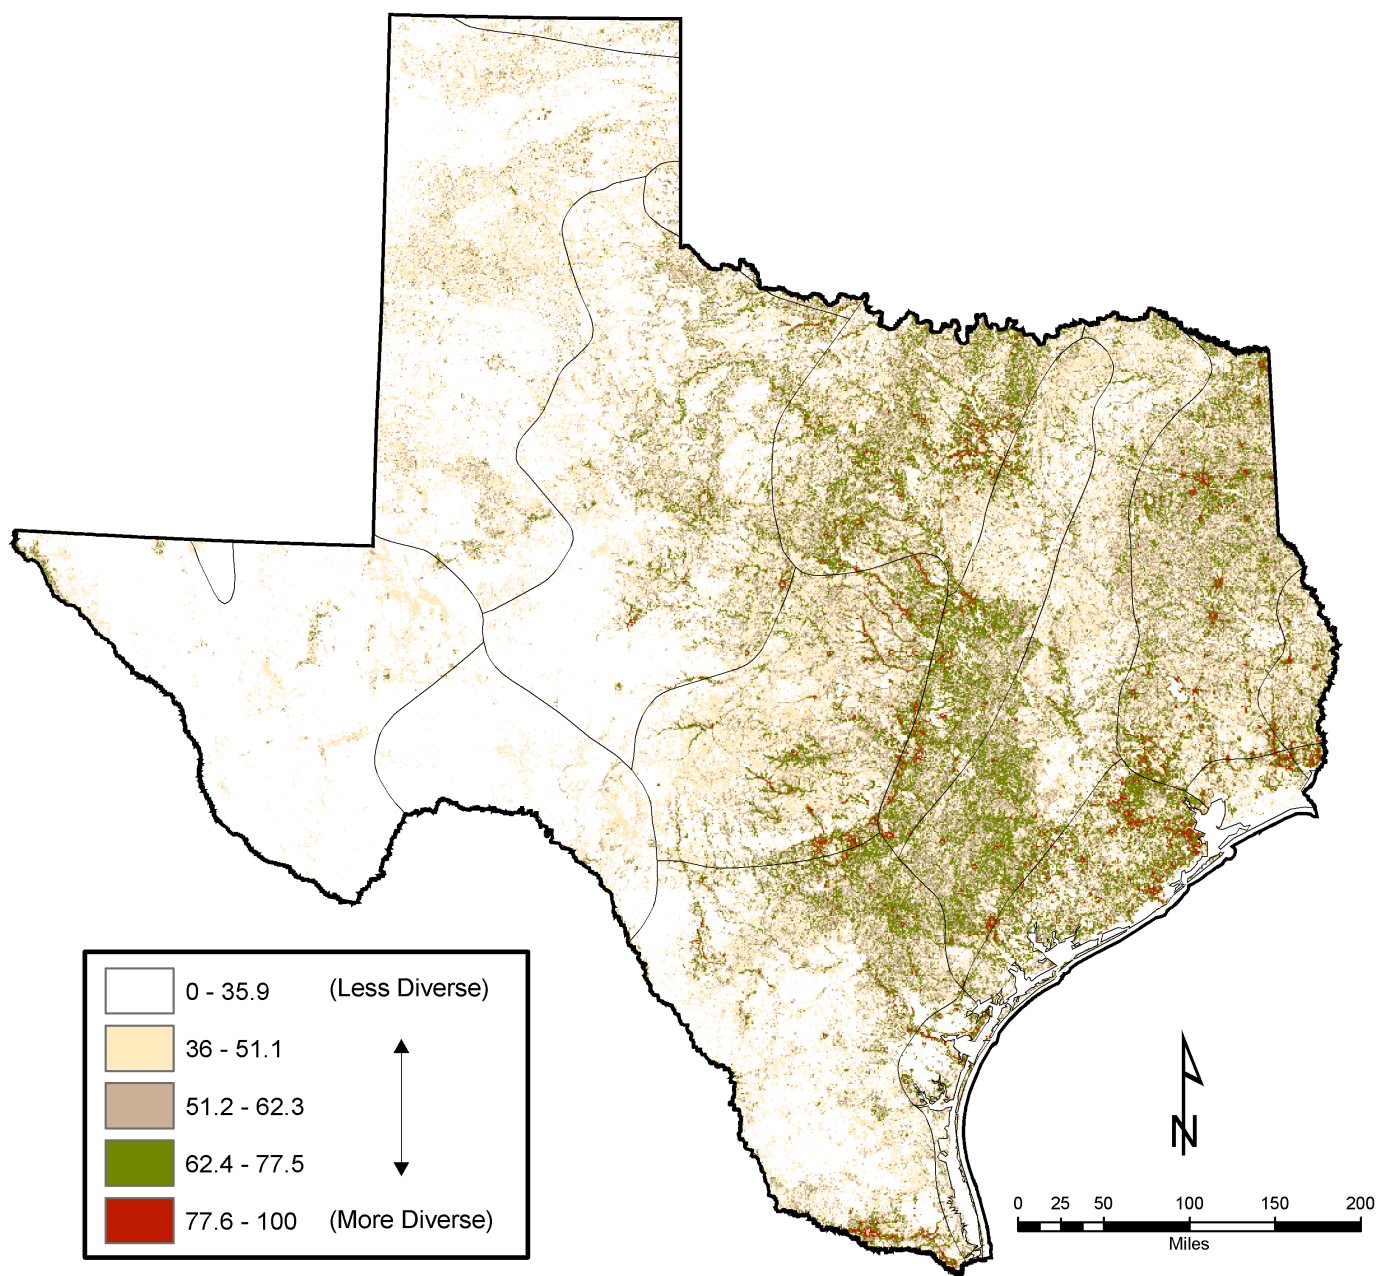 0 - 35.9 (Less Diverse)
36 - 51.1
51.2 - 62.3
62.4 - 77.5
77.6 - 100 (More Diverse)
N
0 25 50 100 150 200
Miles